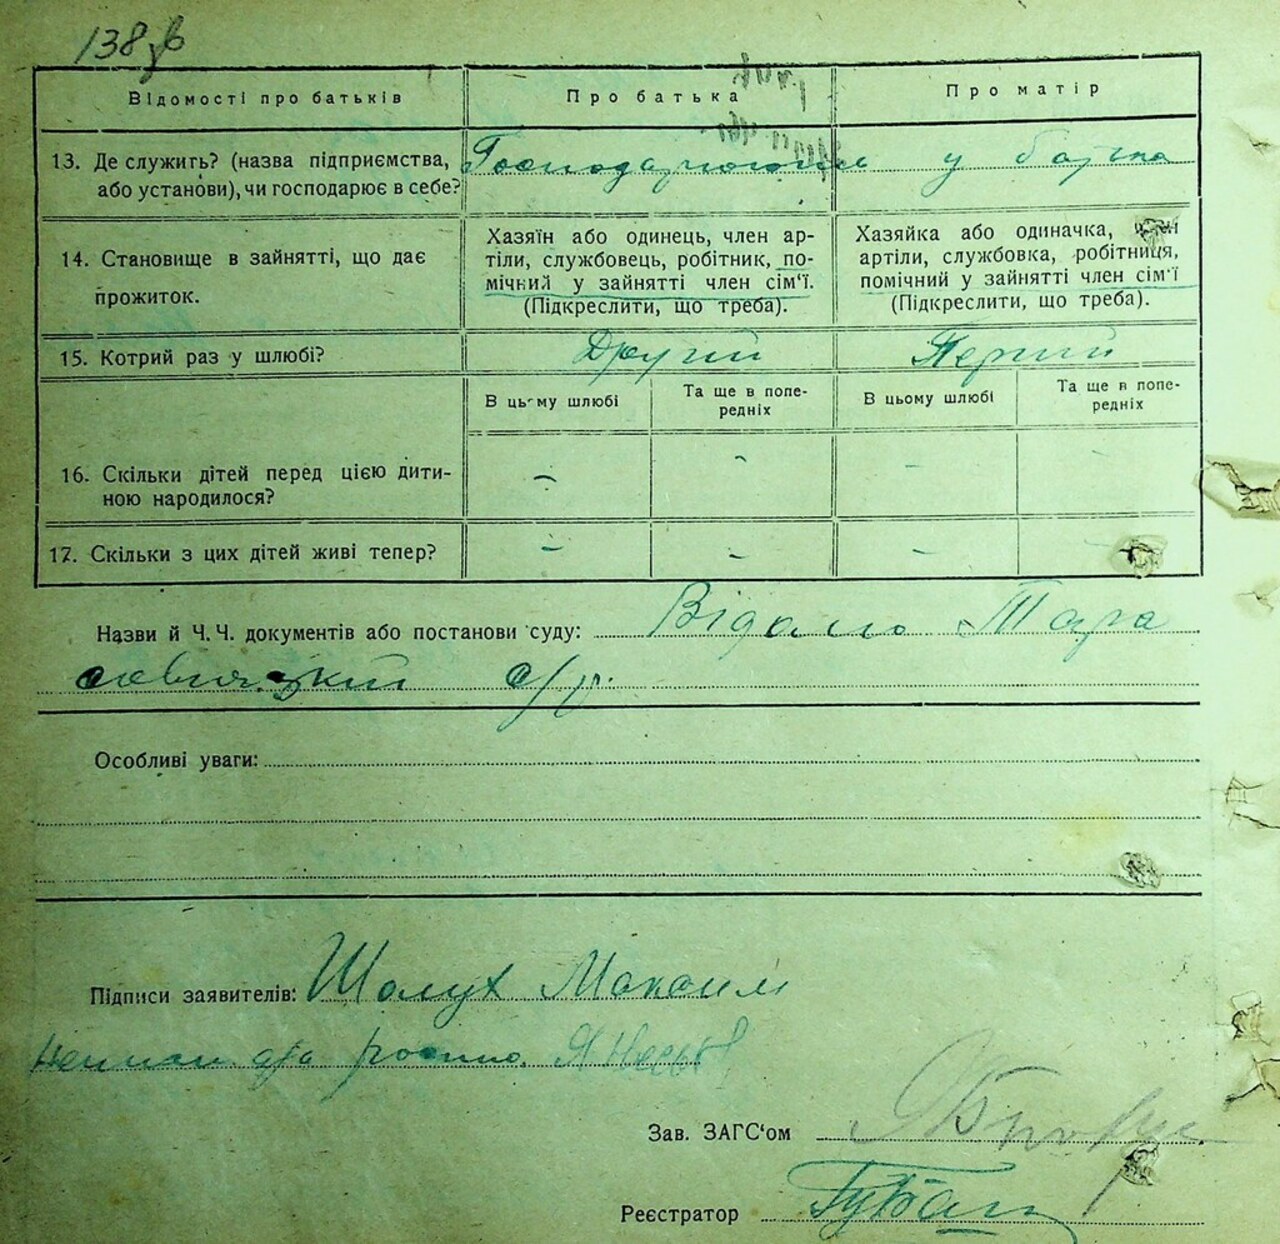 138 зв
Відомості про батьків
Про батька
Про матір
13. Де служить? (назва підприємства, або установи), чи господарює в себе?
Господарюють у батька
14. Становище в зайнятті, що дає прожиток.
Хазяїн або одинець, член ар-
тіли, службовець, робітник, по-
мічний у зайнятті член сім'ї.
(Підкреслити, що треба).
Хазяйка або одиначка, член
артіли, службовка, робітниця,
помічний у зайнятті член сім'ї
(Підкреслити, що треба).
15. Котрий раз у шлюбі?
Другий
Перший
В цьому шлюбі
Та ще в попе-
редніх
В цьому шлюбі
Та ще в попе-
редніх
16. Скільки дітей перед цією дити-
ною народилося?
– – – –
17. Скільки з цих дітей живі тепер?
– – – –
Назви й Ч.Ч. документів або постанови суду: Відомо Тара
с/р.
Особливі уваги:
Підписи заявителів: Шолух Максим
Зав. ЗАГС'ом
Реєстратор